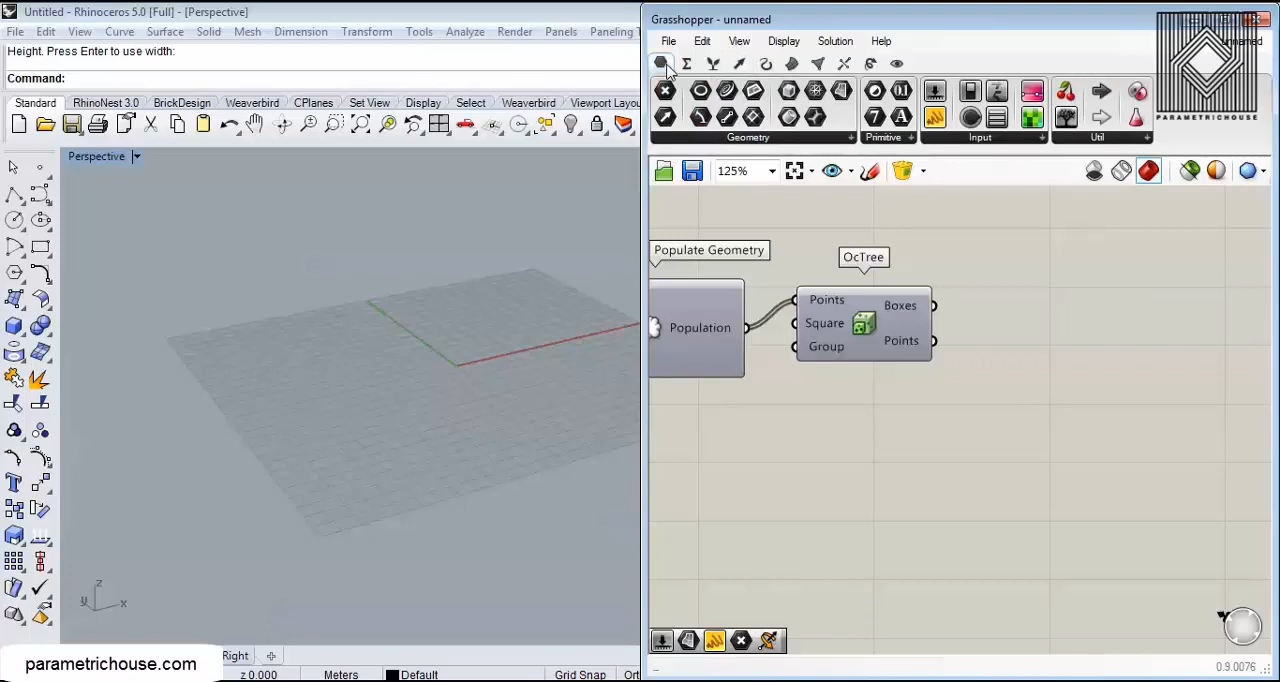 Untitled - Rhinoceros 5.0 [Full] - [Perspective]
File Edit View Curve Surface Solid Mesh Dimension Transform Tools Analyze Render Panels Paneling
Height. Press Enter to use width:
Command:
Standard RhinoNest 3.0 BrickDesign Weaverbird CPlanes Set View Display Select Weaverbird Viewport Layou
Perspective
z
y
x
Right
z 0.000 Meters Default Grid Snap Ort
parametrichouse.com
Grasshopper - unnamed
File Edit View Display Solution Help
unnamed
PARAMETRICHOUSE
Geometry Primitive Input Util
125%
Populate Geometry
Population
OcTree
Points
Square
Group
Boxes
Points
0.9.0076